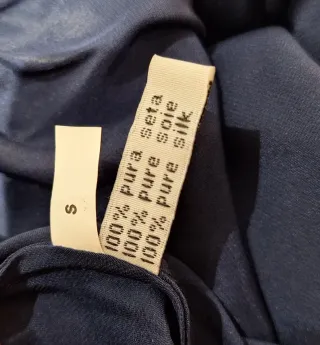 s
100% pura seta
100% pure soie
100% pure silk